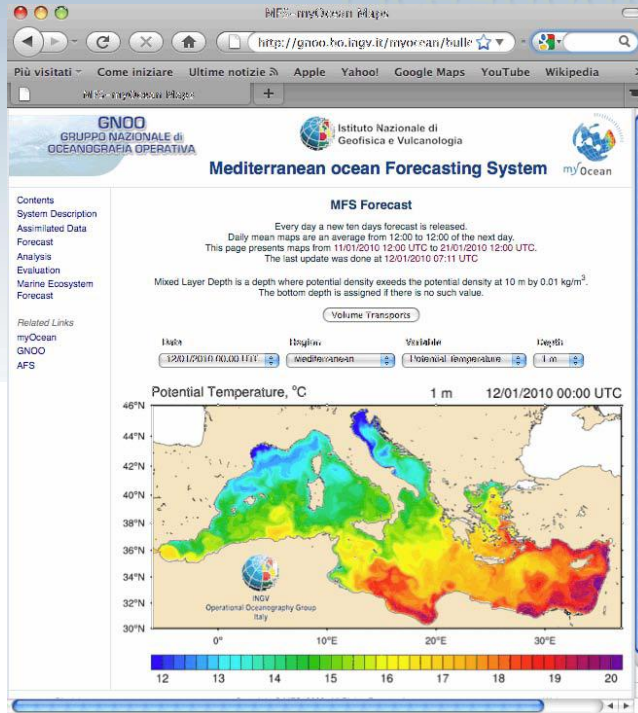 MFS - myOcean Maps
http://gnoo.bo.ingv.it/myocean/bulle
Più visitati
Come iniziare
Ultime notizie
Apple
Yahoo!
Google Maps
YouTube
Wikipedia
MFS - myOcean Maps
+
GNOO
GRUPPO NAZIONALE di
OCEANOGRAFIA OPERATIVA
Istituto Nazionale di
Geofisica e Vulcanologia
Mediterranean ocean Forecasting System
myOcean
Contents
System Description
Assimilated Data
Forecast
Analysis
Evaluation
Marine Ecosystem
Forecast
Related Links
myOcean
GNOO
AFS
MFS Forecast
Every day a new ten days forecast is released.
Daily mean maps are an average from 12:00 to 12:00 of the next day.
This page presents maps from 11/01/2010 12:00 UTC to 21/01/2010 12:00 UTC.
The last update was done at 12/01/2010 07:11 UTC
Mixed Layer Depth is a depth where potential density exceeds the potential density at 10 m by 0.01 kg/m³.
The bottom depth is assigned if there is no such value.
Volume Transports
Date Region Variable Depth
12/01/2010 00:00 UTC Mediterranean Potential Temperature 1 m
Potential Temperature, °C 1 m 12/01/2010 00:00 UTC
46°N
44°N
42°N
40°N
38°N
36°N
34°N
32°N
30°N
INGV
Operational Oceanography Group
Italy
0° 10°E 20°E 30°E
12 13 14 15 16 17 18 19 20